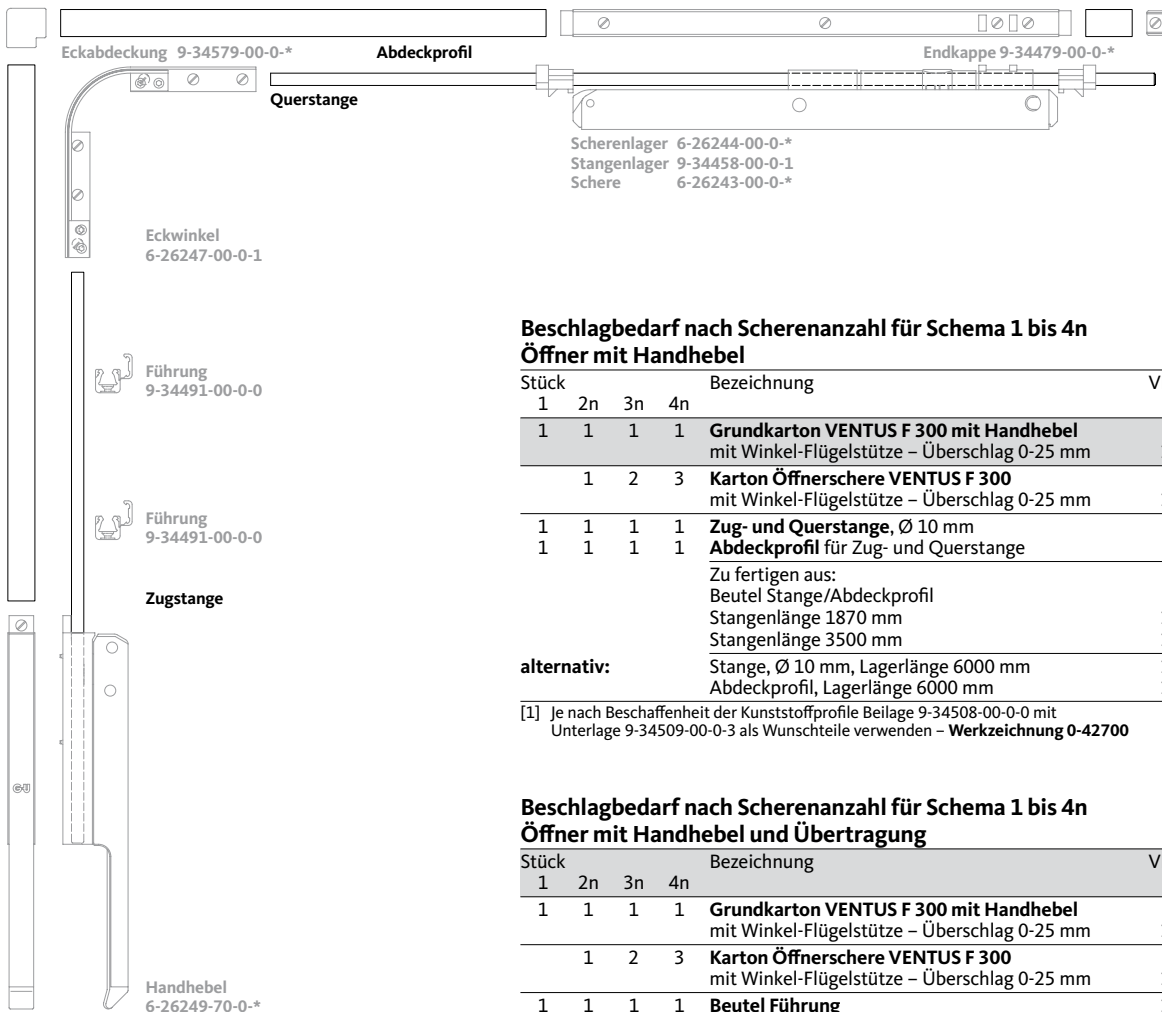 Eckabdeckung 9-34579-00-0-*
Abdeckprofil
Endkappe 9-34479-00-0-*
Querstange
Scherenlager 6-26244-00-0-*
Stangenlager 9-34458-00-0-1
Schere 6-26243-00-0-*
Eckwinkel
6-26247-00-0-1
Führung
9-34491-00-0-0
Führung
9-34491-00-0-0
Zugstange
G-U
Handhebel
6-26249-70-0-*
Beschlagbedarf nach Scherenanzahl für Schema 1 bis 4n
Öffner mit Handhebel
Stück Bezeichnung V
1 2n 3n 4n
1 1 1 1 Grundkarton VENTUS F 300 mit Handhebel
mit Winkel-Flügelstütze – Überschlag 0-25 mm
1 2 3 Karton Öffnerschere VENTUS F 300
mit Winkel-Flügelstütze – Überschlag 0-25 mm
1 1 1 1 Zug- und Querstange, Ø 10 mm
1 1 1 1 Abdeckprofil für Zug- und Querstange
Zu fertigen aus:
Beutel Stange/Abdeckprofil
Stangenlänge 1870 mm
Stangenlänge 3500 mm
alternativ: Stange, Ø 10 mm, Lagerlänge 6000 mm
Abdeckprofil, Lagerlänge 6000 mm
[1] Je nach Beschaffenheit der Kunststoffprofile Beilage 9-34508-00-0-0 mit
Unterlage 9-34509-00-0-3 als Wunschteile verwenden – Werkzeichnung 0-42700
Beschlagbedarf nach Scherenanzahl für Schema 1 bis 4n
Öffner mit Handhebel und Übertragung
Stück Bezeichnung V
1 2n 3n 4n
1 1 1 1 Grundkarton VENTUS F 300 mit Handhebel
mit Winkel-Flügelstütze – Überschlag 0-25 mm
1 2 3 Karton Öffnerschere VENTUS F 300
mit Winkel-Flügelstütze – Überschlag 0-25 mm
1 1 1 1 Beutel Führung